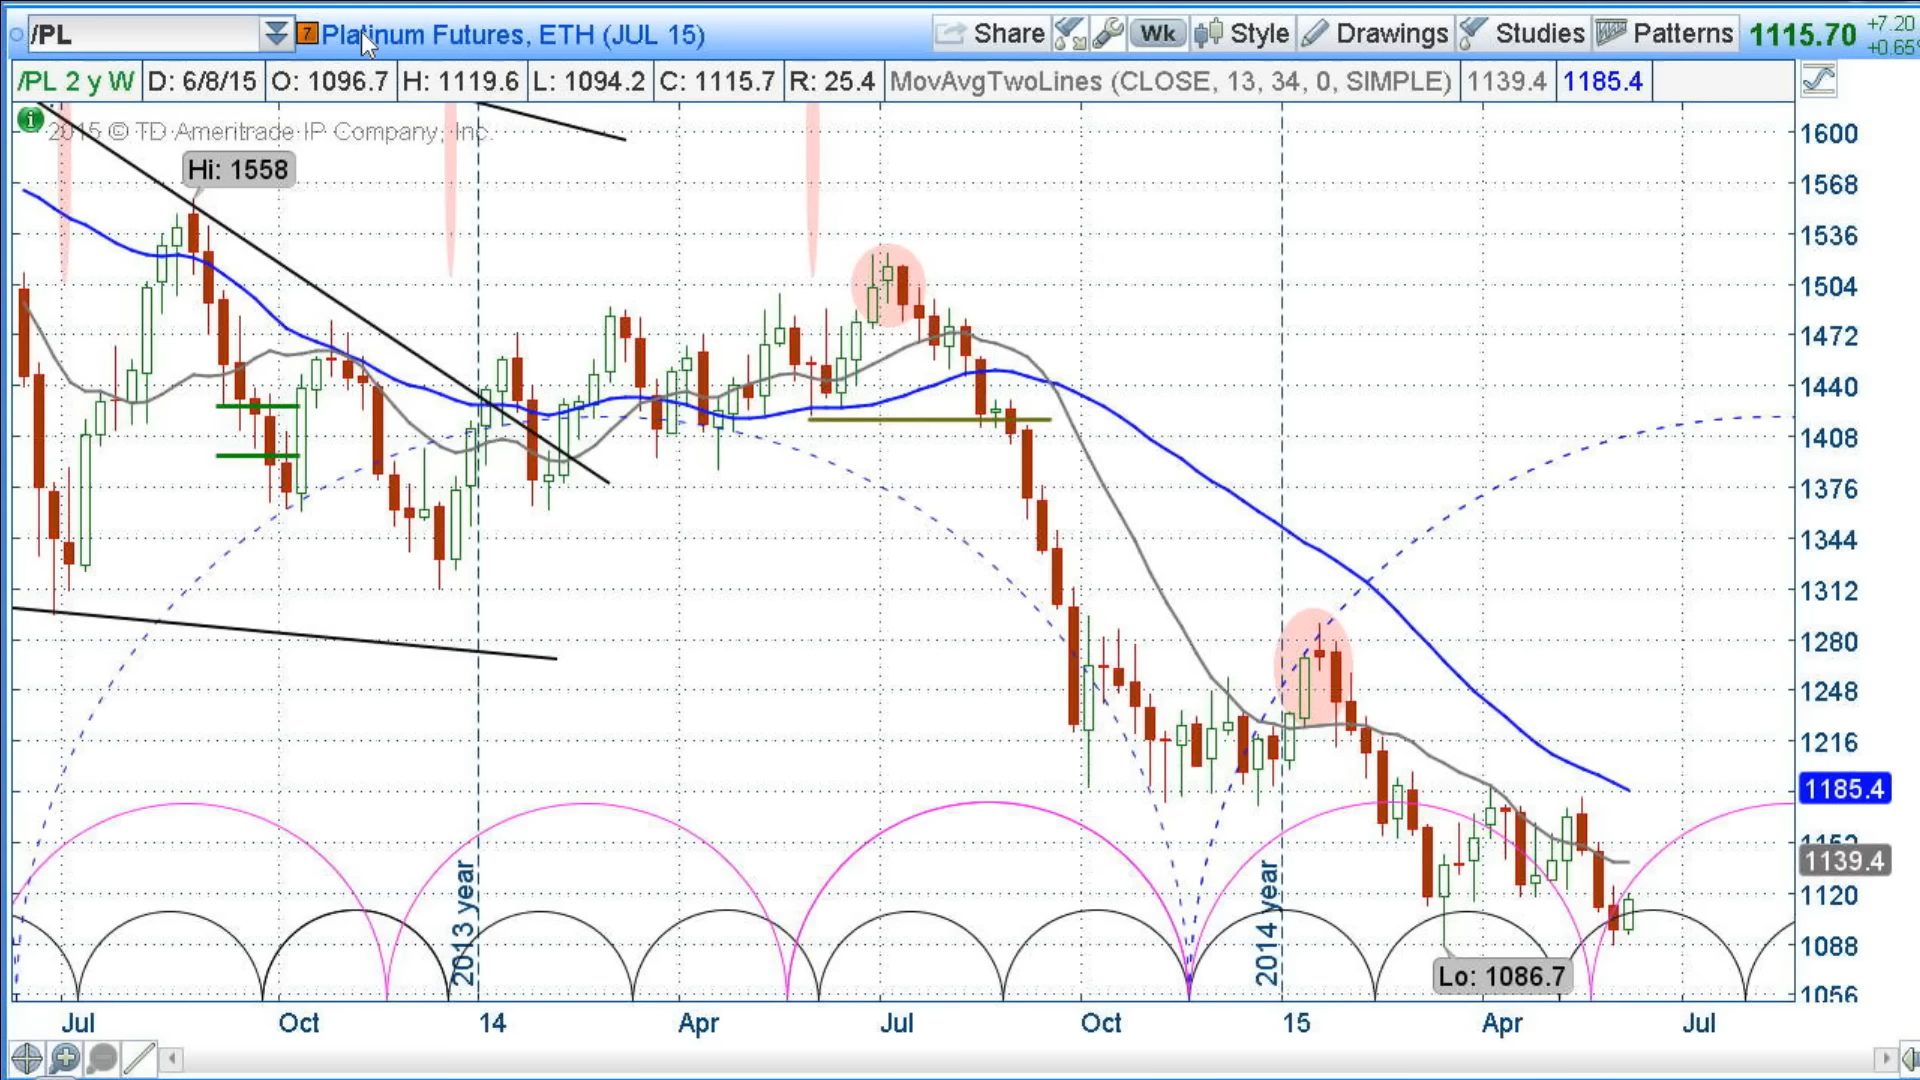 /PL 7 Platinum Futures, ETH (JUL 15) Share Wk Style Drawings Studies Patterns 1115.70 +7.20
+0.65%
/PL 2 y W D: 6/8/15 O: 1096.7 H: 1119.6 L: 1094.2 C: 1115.7 R: 25.4 MovAvgTwoLines (CLOSE, 13, 34, 0, SIMPLE) 1139.4 1185.4
2015 © TD Ameritrade IP Company, Inc.
1600
Hi: 1558
1568
1536
1504
1472
1440
1408
1376
1344
1312
1280
1248
1216
1185.4
1152
1139.4
1120
2013 year
2014 year
1088
Lo: 1086.7
1056
Jul Oct 14 Apr Jul Oct 15 Apr Jul